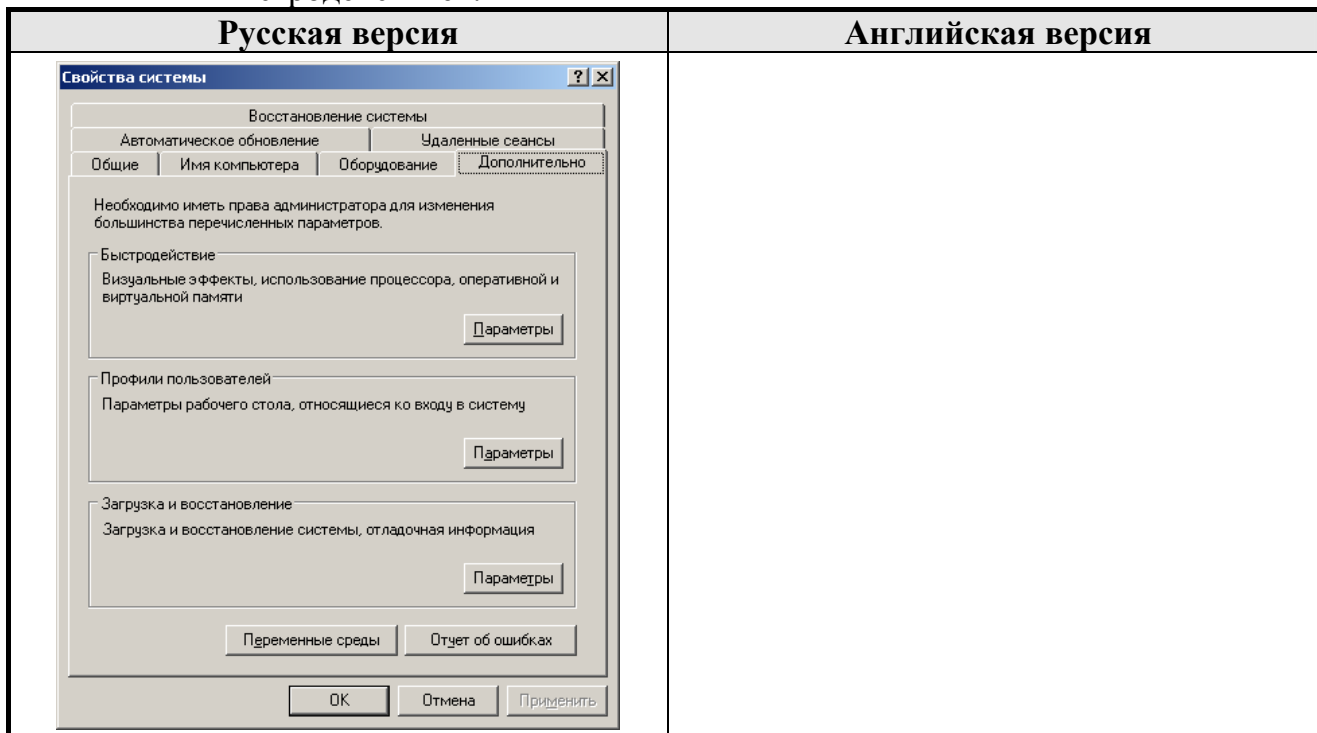 Русская версия
Английская версия
Свойства системы
Восстановление системы
Автоматическое обновление
Удаленные сеансы
Общие
Имя компьютера
Оборудование
Дополнительно
Необходимо иметь права администратора для изменения
большинства перечисленных параметров.
Быстродействие
Визуальные эффекты, использование процессора, оперативной и
виртуальной памяти
Параметры
Профили пользователей
Параметры рабочего стола, относящиеся ко входу в систему
Параметры
Загрузка и восстановление
Загрузка и восстановление системы, отладочная информация
Параметры
Переменные среды
Отчет об ошибках
OK
Отмена
Применить